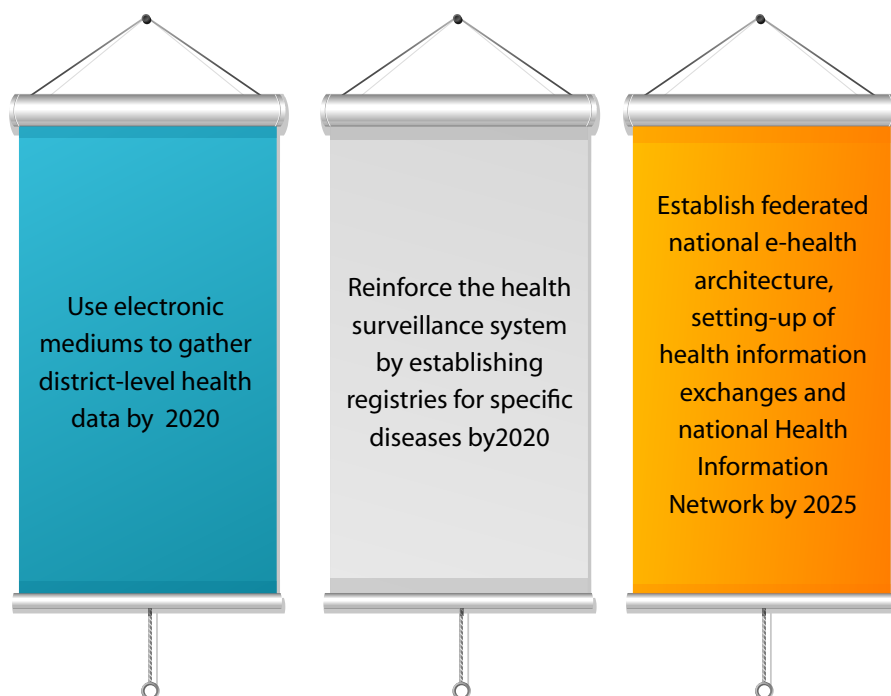 Use electronic
mediums to gather
district-level health
data by  2020
Reinforce the health
surveillance system
by establishing
registries for specific
diseases by2020
Establish federated
national e-health
architecture,
setting-up of
health information
exchanges and
national Health
Information
Network by 2025